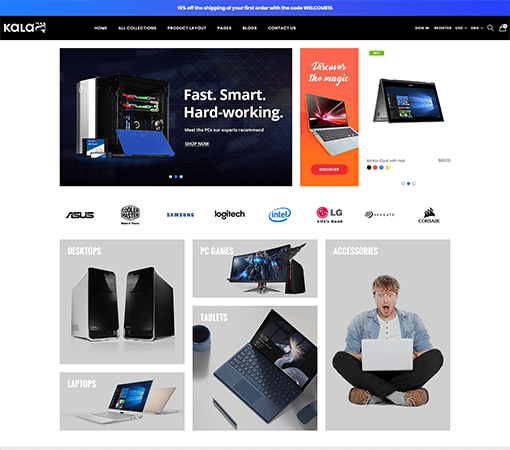 15% off the shipping of your first order with the code WELCOME15
KALA
HOME ALL COLLECTIONS PRODUCT LAYOUT PAGES BLOGS CONTACT US
SIGN IN REGISTER USD ENG
Fast. Smart.
Hard-working.
Meet the PCs our experts recommend
SHOP NOW
Discover
the magic
DISCOVER
Winter Coat with Hat $60.00
ASUS
COOLER
MASTER
SAMSUNG
logitech
intel
LG
Life's Good
SEAGATE
CORSAIR
DESKTOPS
PC GAMES
ACCESSORIES
TABLETS
LAPTOPS